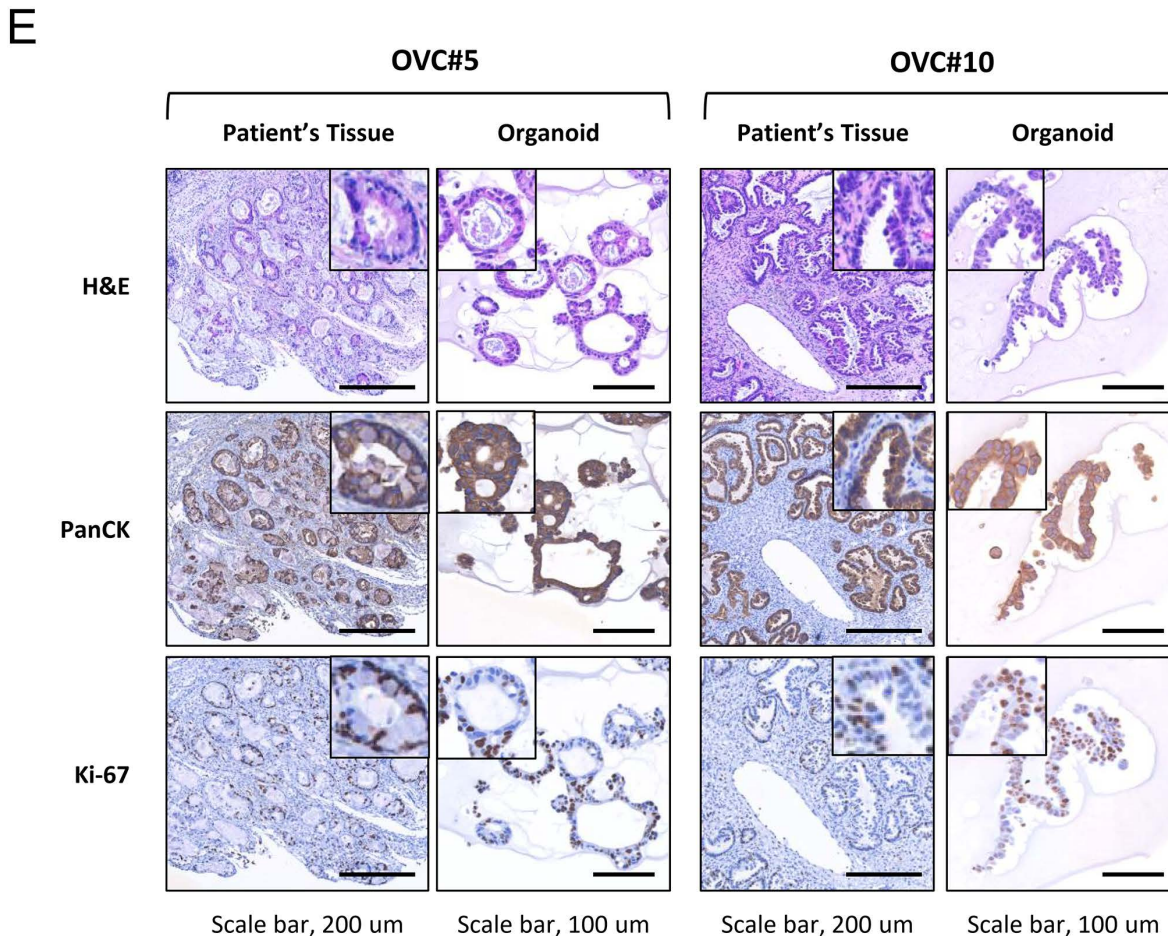 E
OVC#5 OVC#10
Patient’s Tissue Organoid Patient’s Tissue Organoid
H&E
PanCK
Ki-67
Scale bar, 200 um Scale bar, 100 um Scale bar, 200 um Scale bar, 100 um